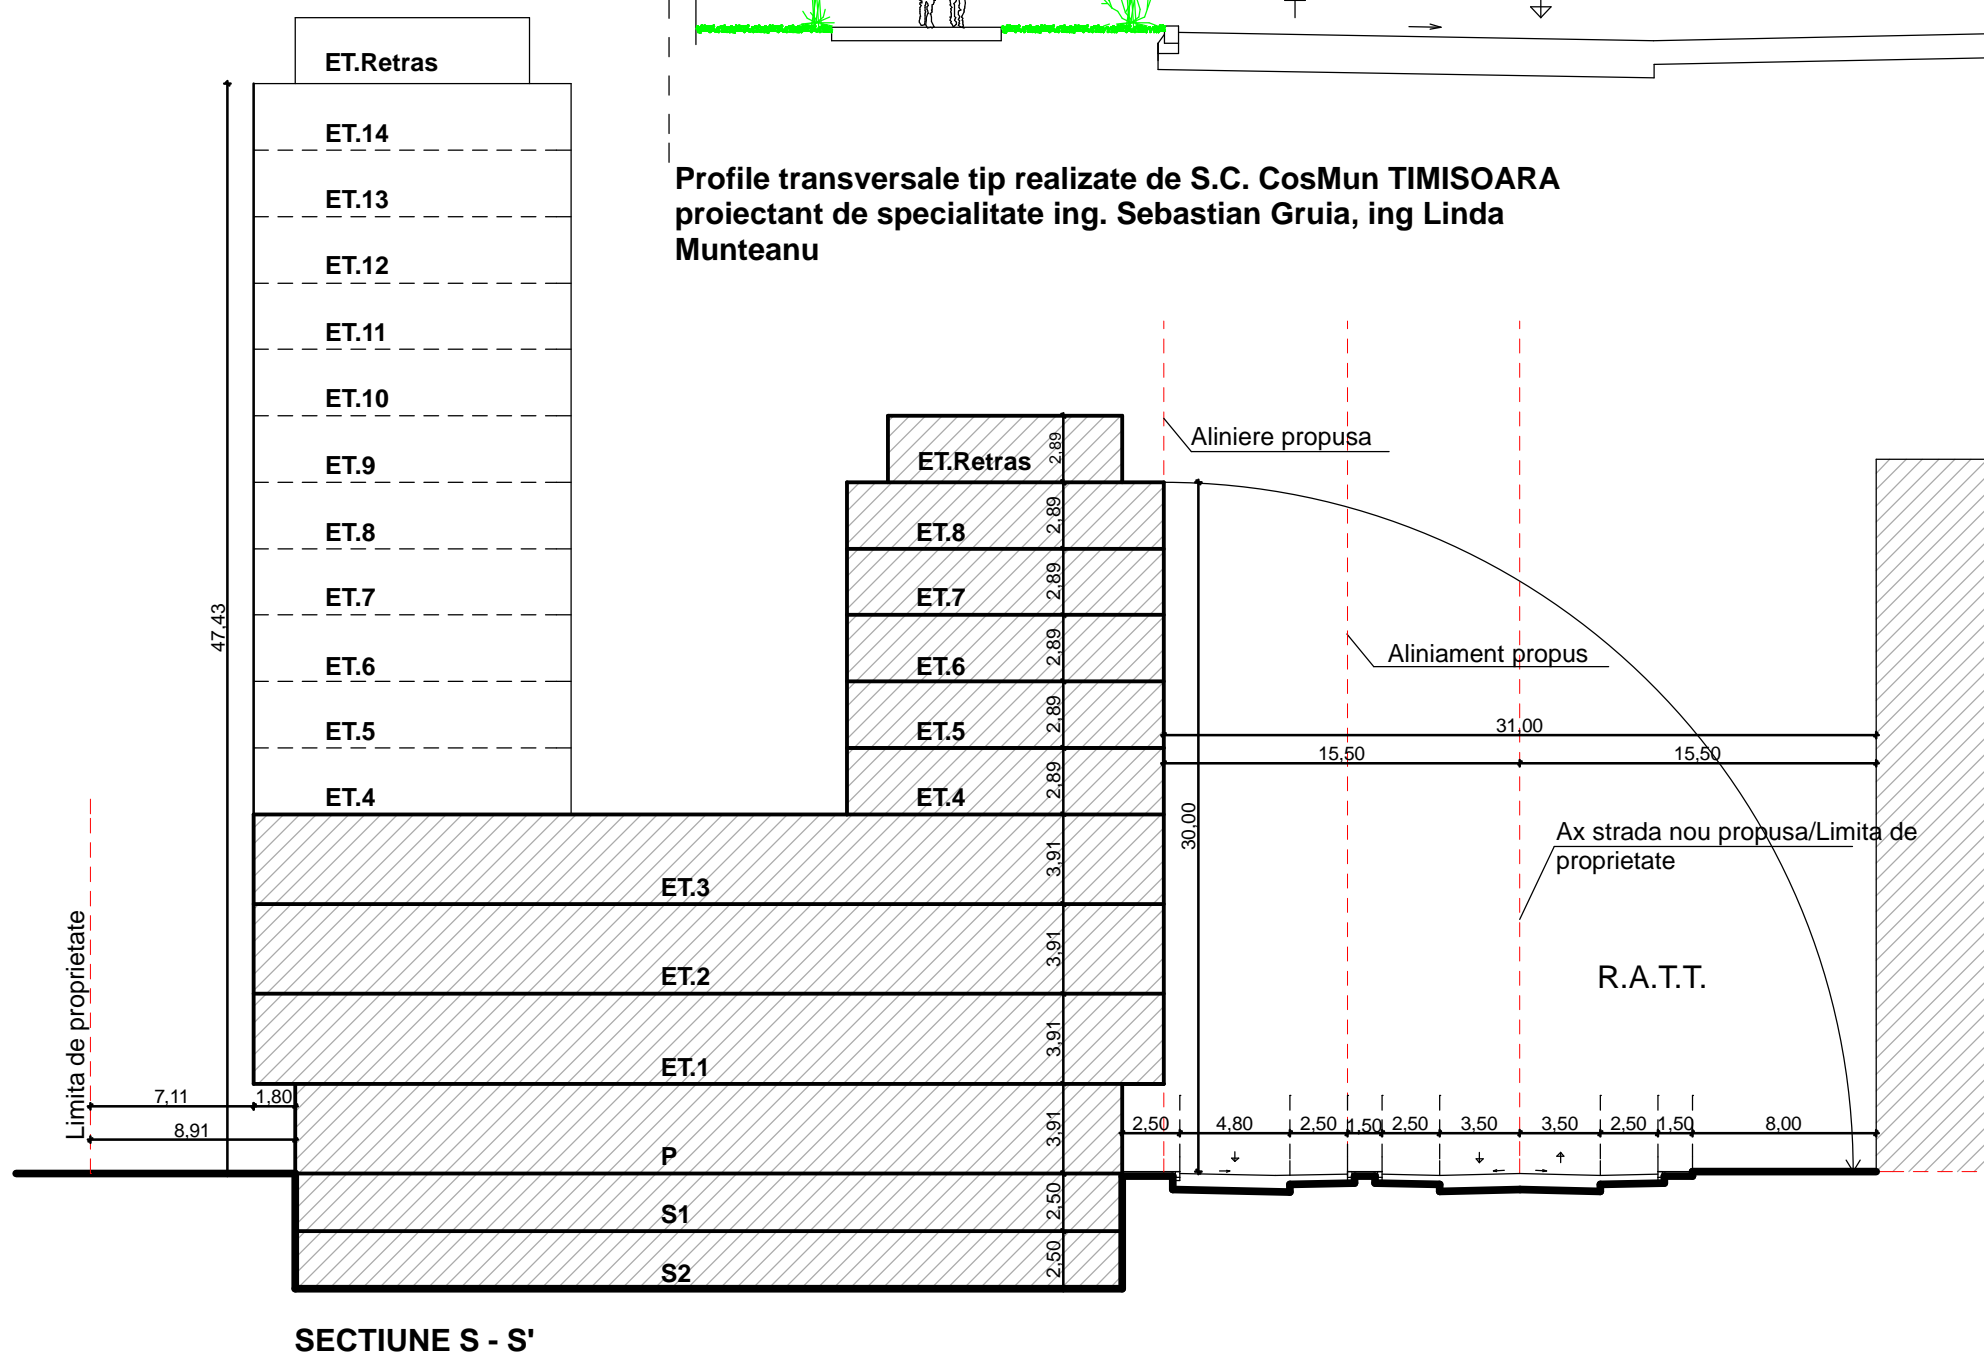 ET.Retras
ET.14
ET.13
ET.12
ET.11
ET.10
ET.9
ET.8
ET.7
ET.6
ET.5
ET.4
47,43
Profile transversale tip realizate de S.C. CosMun TIMISOARA
proiectant de specialitate ing. Sebastian Gruia, ing Linda
Munteanu
ET.Retras
ET.8
ET.7
ET.6
ET.5
ET.4
2,89
2,89
2,89
2,89
2,89
2,89
ET.3
ET.2
ET.1
P
S1
S2
3,91
3,91
3,91
3,91
2,50
2,50
Aliniere propusa
Aliniament propus
31,00
15,50
15,50
30,00
Ax strada nou propusa/Limita de
proprietate
R.A.T.T.
Limita de proprietate
7,11
1,80
8,91
2,50
4,80
2,50
1,50
2,50
3,50
3,50
2,50
1,50
8,00
SECTIUNE S - S'